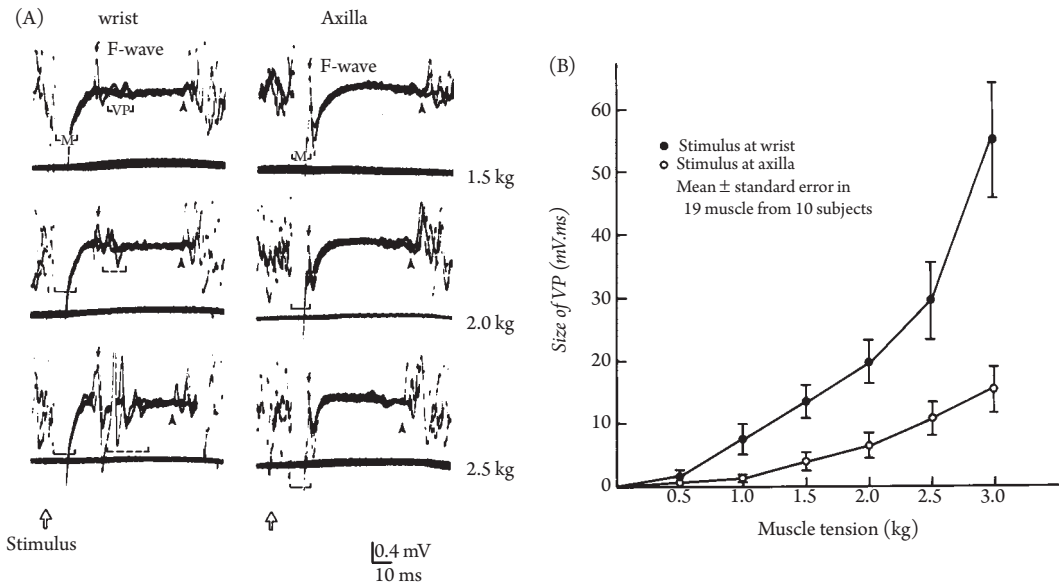 (A)
wrist
Axilla
F-wave
F-wave
VP
M
M
1.5 kg
2.0 kg
2.5 kg
Stimulus
0.4 mV
10 ms
(B)
Size of VP (mV.ms)
60
50
40
30
20
10
0
Stimulus at wrist
Stimulus at axilla
Mean ± standard error in
19 muscle from 10 subjects
0.5
1.0
1.5
2.0
2.5
3.0
Muscle tension (kg)